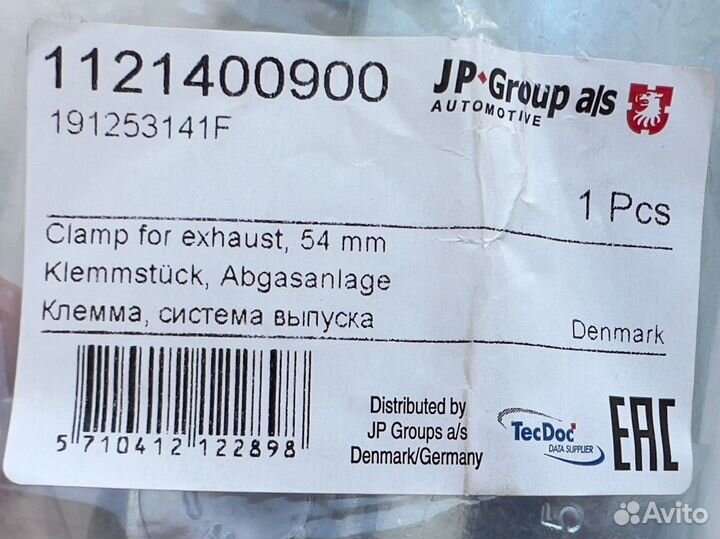 1121400900
191253141F
JP Group a/s
AUTOMOTIVE
1 Pcs
Clamp for exhaust, 54 mm
Klemmstück, Abgasanlage
Клемма, система выпуска
Denmark
5 710412 122898
Distributed by
JP Groups a/s
Denmark/Germany
TecDoc
DATA SUPPLIER
EAC
Avito